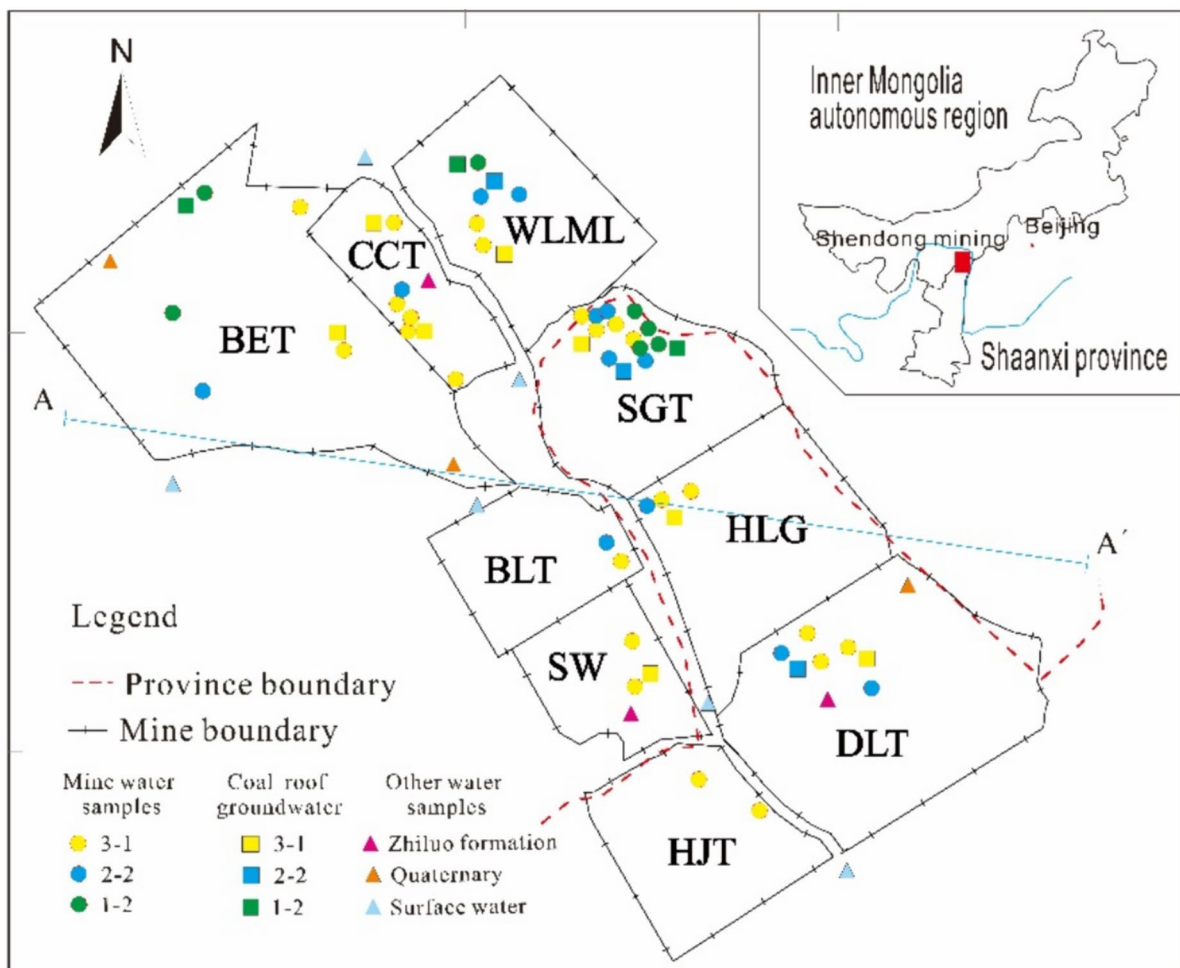 N
Inner Mongolia
autonomous region
Beijing
Shendong mining
Shaanxi province
WLML
CCT
BET
SGT
A
HLG
A´
BLT
SW
DLT
HJT
Legend
Province boundary
Mine boundary
Mine water
samples
3-1
2-2
1-2
Coal roof
groundwater
3-1
2-2
1-2
Other water
samples
Zhiluo formation
Quaternary
Surface water